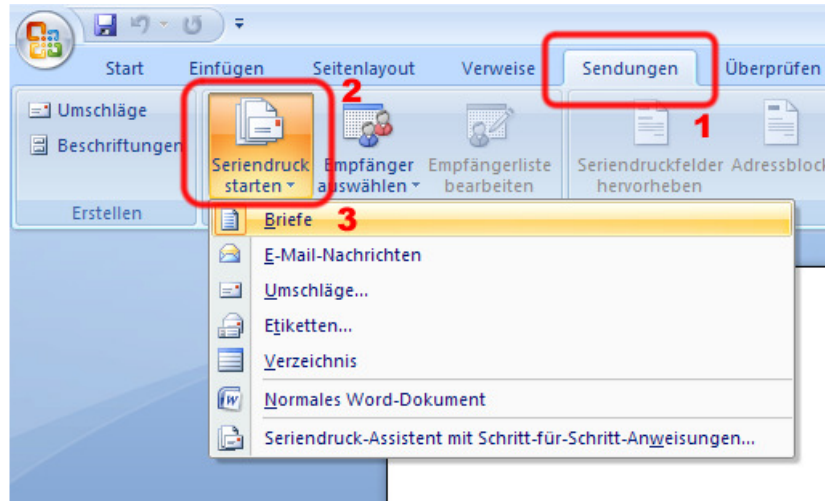 Start Einfügen Seitenlayout Verweise Sendungen Überprüfen
1
2
Umschläge
Beschriftungen
Seriendruck starten
Empfänger auswählen
Empfängerliste bearbeiten
Seriendruckfelder hervorheben
Adressblock
Erstellen
Briefe 3
E-Mail-Nachrichten
Umschläge...
Etiketten...
Verzeichnis
Normales Word-Dokument
Seriendruck-Assistent mit Schritt-für-Schritt-Anweisungen...